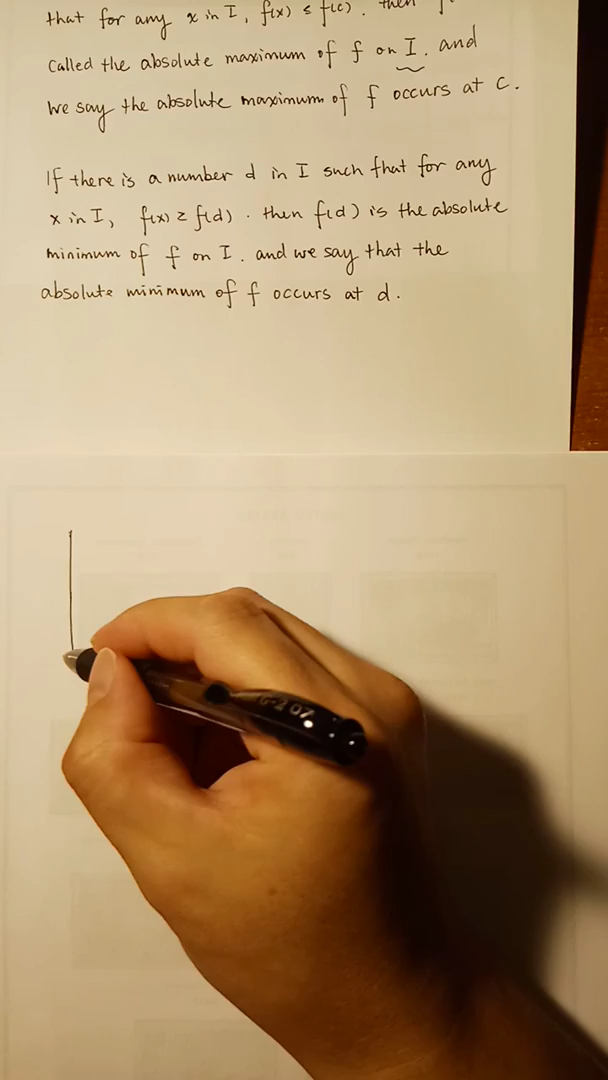 that for any x in I, f(x) ≤ f(c). then
called the absolute maximum of f on I. and
we say the absolute maximum of f occurs at c.
If there is a number d in I such that for any
x in I, f(x) ≥ f(d). then f(d) is the absolute
minimum of f on I. and we say that the
absolute minimum of f occurs at d.
G-2 07